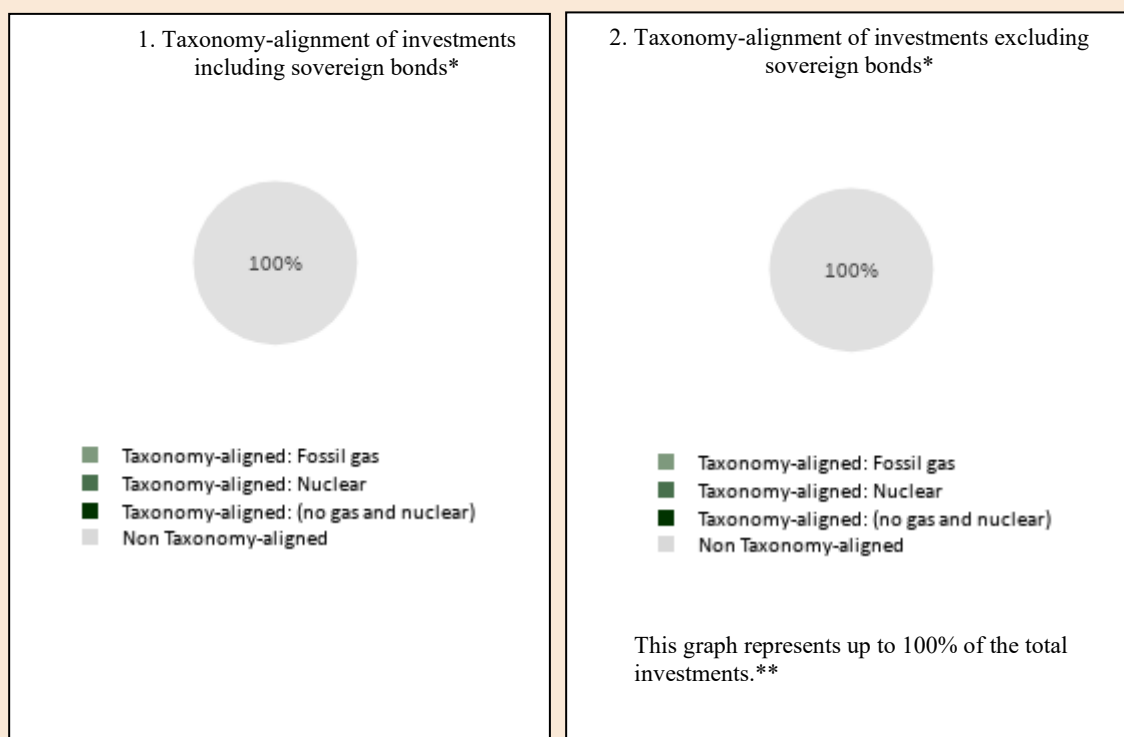 1. Taxonomy-alignment of investments
including sovereign bonds*
100%
Taxonomy-aligned: Fossil gas
Taxonomy-aligned: Nuclear
Taxonomy-aligned: (no gas and nuclear)
Non Taxonomy-aligned
2. Taxonomy-alignment of investments excluding
sovereign bonds*
100%
Taxonomy-aligned: Fossil gas
Taxonomy-aligned: Nuclear
Taxonomy-aligned: (no gas and nuclear)
Non Taxonomy-aligned
This graph represents up to 100% of the total
investments.**